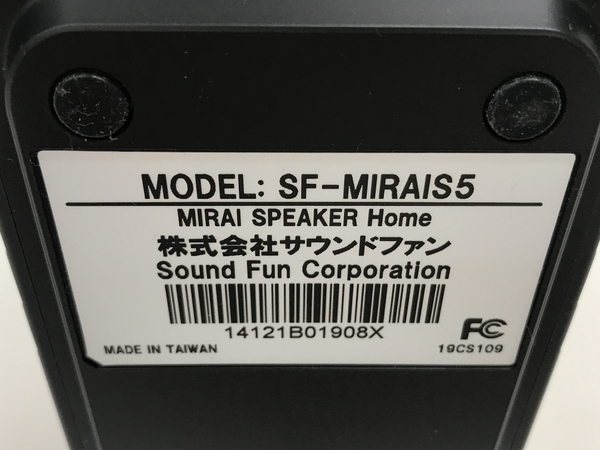 MODEL: SF-MIRAIS5
MIRAI SPEAKER Home
株式会社サウンドファン
Sound Fun Corporation
14121B01908X
FC
MADE IN TAIWAN
19CS109